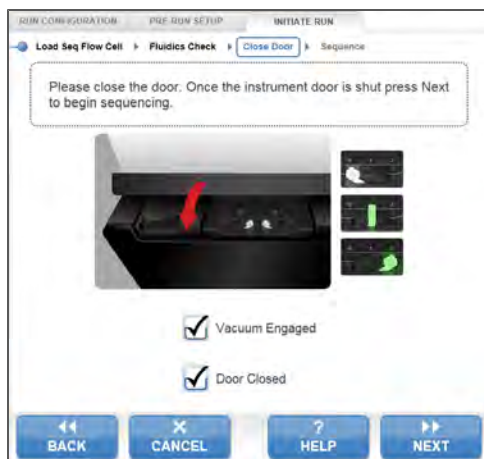 RUN CONFIGURATION PRE-RUN SETUP INITIATE RUN
Load Seq Flow Cell Fluidics Check Close Door Sequence
Please close the door. Once the instrument door is shut press Next
to begin sequencing.
Vacuum Engaged
Door Closed
BACK CANCEL ? HELP NEXT